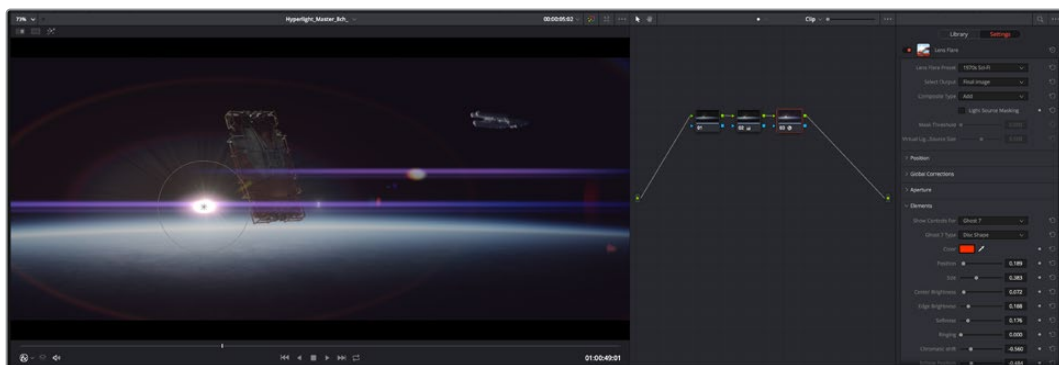 73%
Hyperlight_Master_8ch_
00:00:05:02
Clip
Library
Settings
Lens Flare
Lens Flare Preset
1970s Sci-Fi
Select Output
Final Image
Composite Type
Add
Light Source Masking
Position
Global Corrections
Aperture
Elements
Show Controls For
Ghost 7
Ghost 7 Type
Disc Shape
Color
Position
0.189
Size
0.383
Center Brightness
0.072
Edge Brightness
0.188
Softness
0.176
Ringing
0.000
Chromatic Shift
-0.560
01
02
03
01:00:49:01